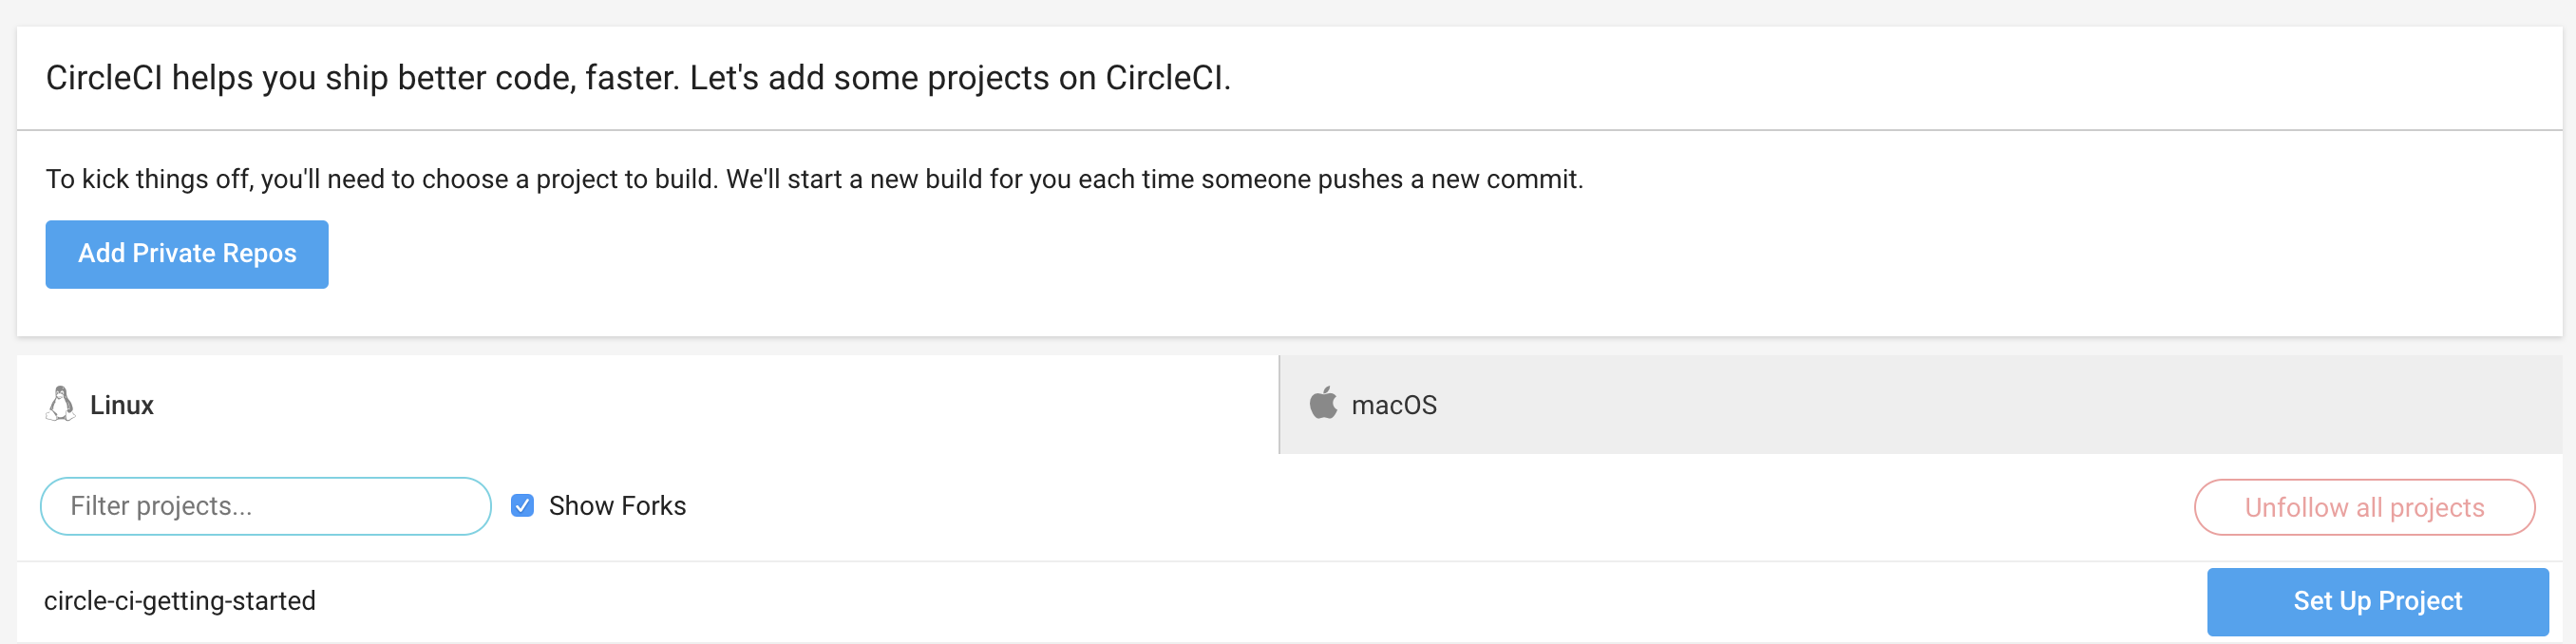 CircleCI helps you ship better code, faster. Let's add some projects on CircleCI.
To kick things off, you'll need to choose a project to build. We'll start a new build for you each time someone pushes a new commit.
Add Private Repos
Linux
macOS
Filter projects...
Show Forks
Unfollow all projects
circle-ci-getting-started
Set Up Project